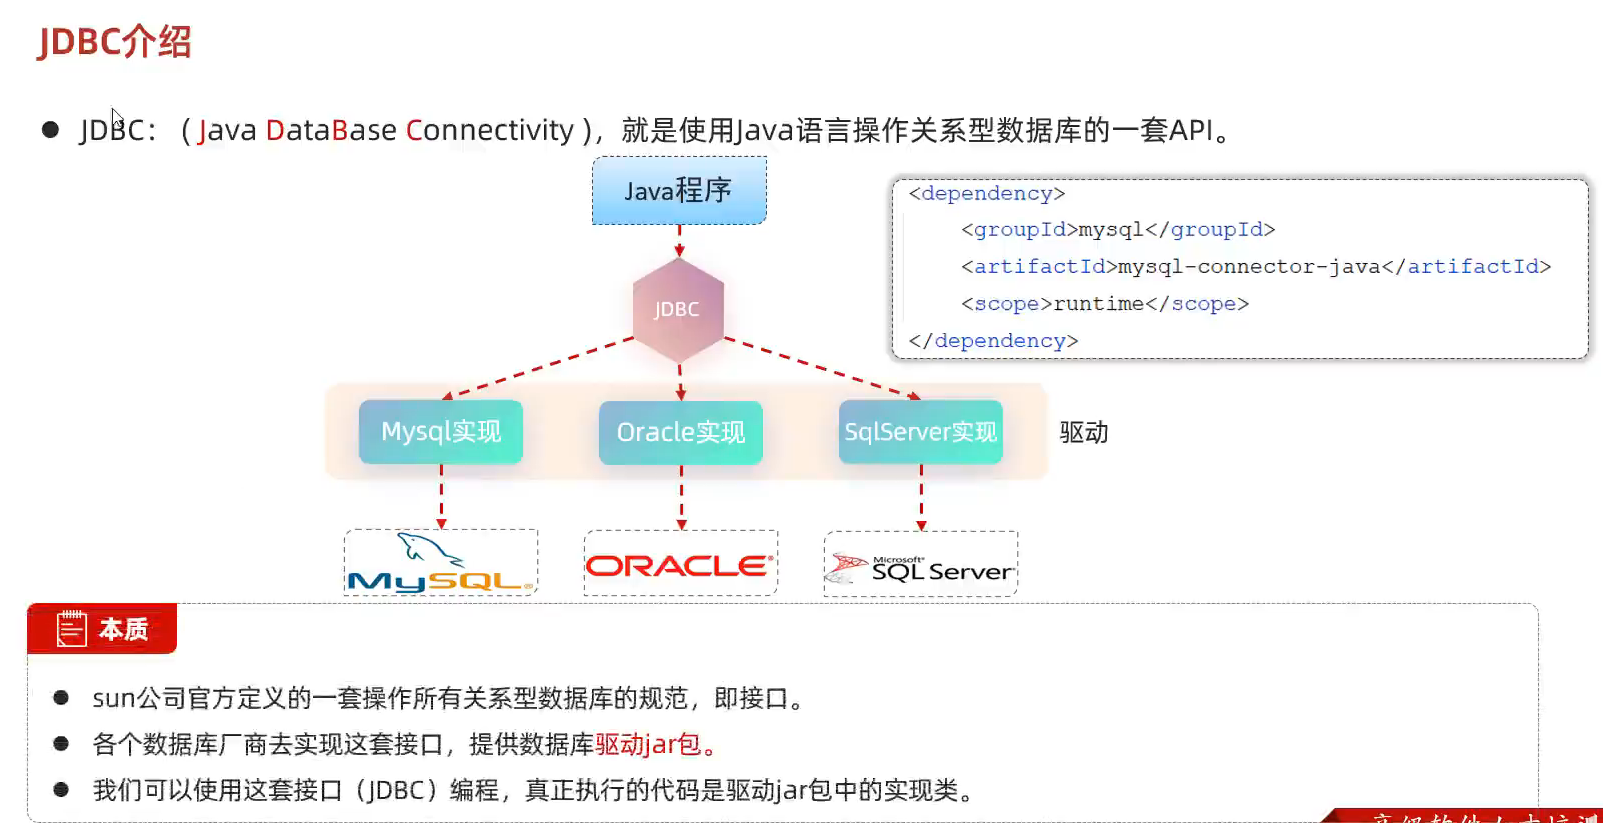 JDBC介绍
● JDBC：（Java DataBase Connectivity），就是使用Java语言操作关系型数据库的一套API。
Java程序
<dependency>
<groupId>mysql</groupId>
<artifactId>mysql-connector-java</artifactId>
<scope>runtime</scope>
</dependency>
JDBC
Mysql实现
Oracle实现
SqlServer实现
驱动
MySQL®
ORACLE®
Microsoft®
SQL Server
本质
● sun公司官方定义的一套操作所有关系型数据库的规范，即接口。
● 各个数据库厂商去实现这套接口，提供数据库驱动jar包。
● 我们可以使用这套接口（JDBC）编程，真正执行的代码是驱动jar包中的实现类。